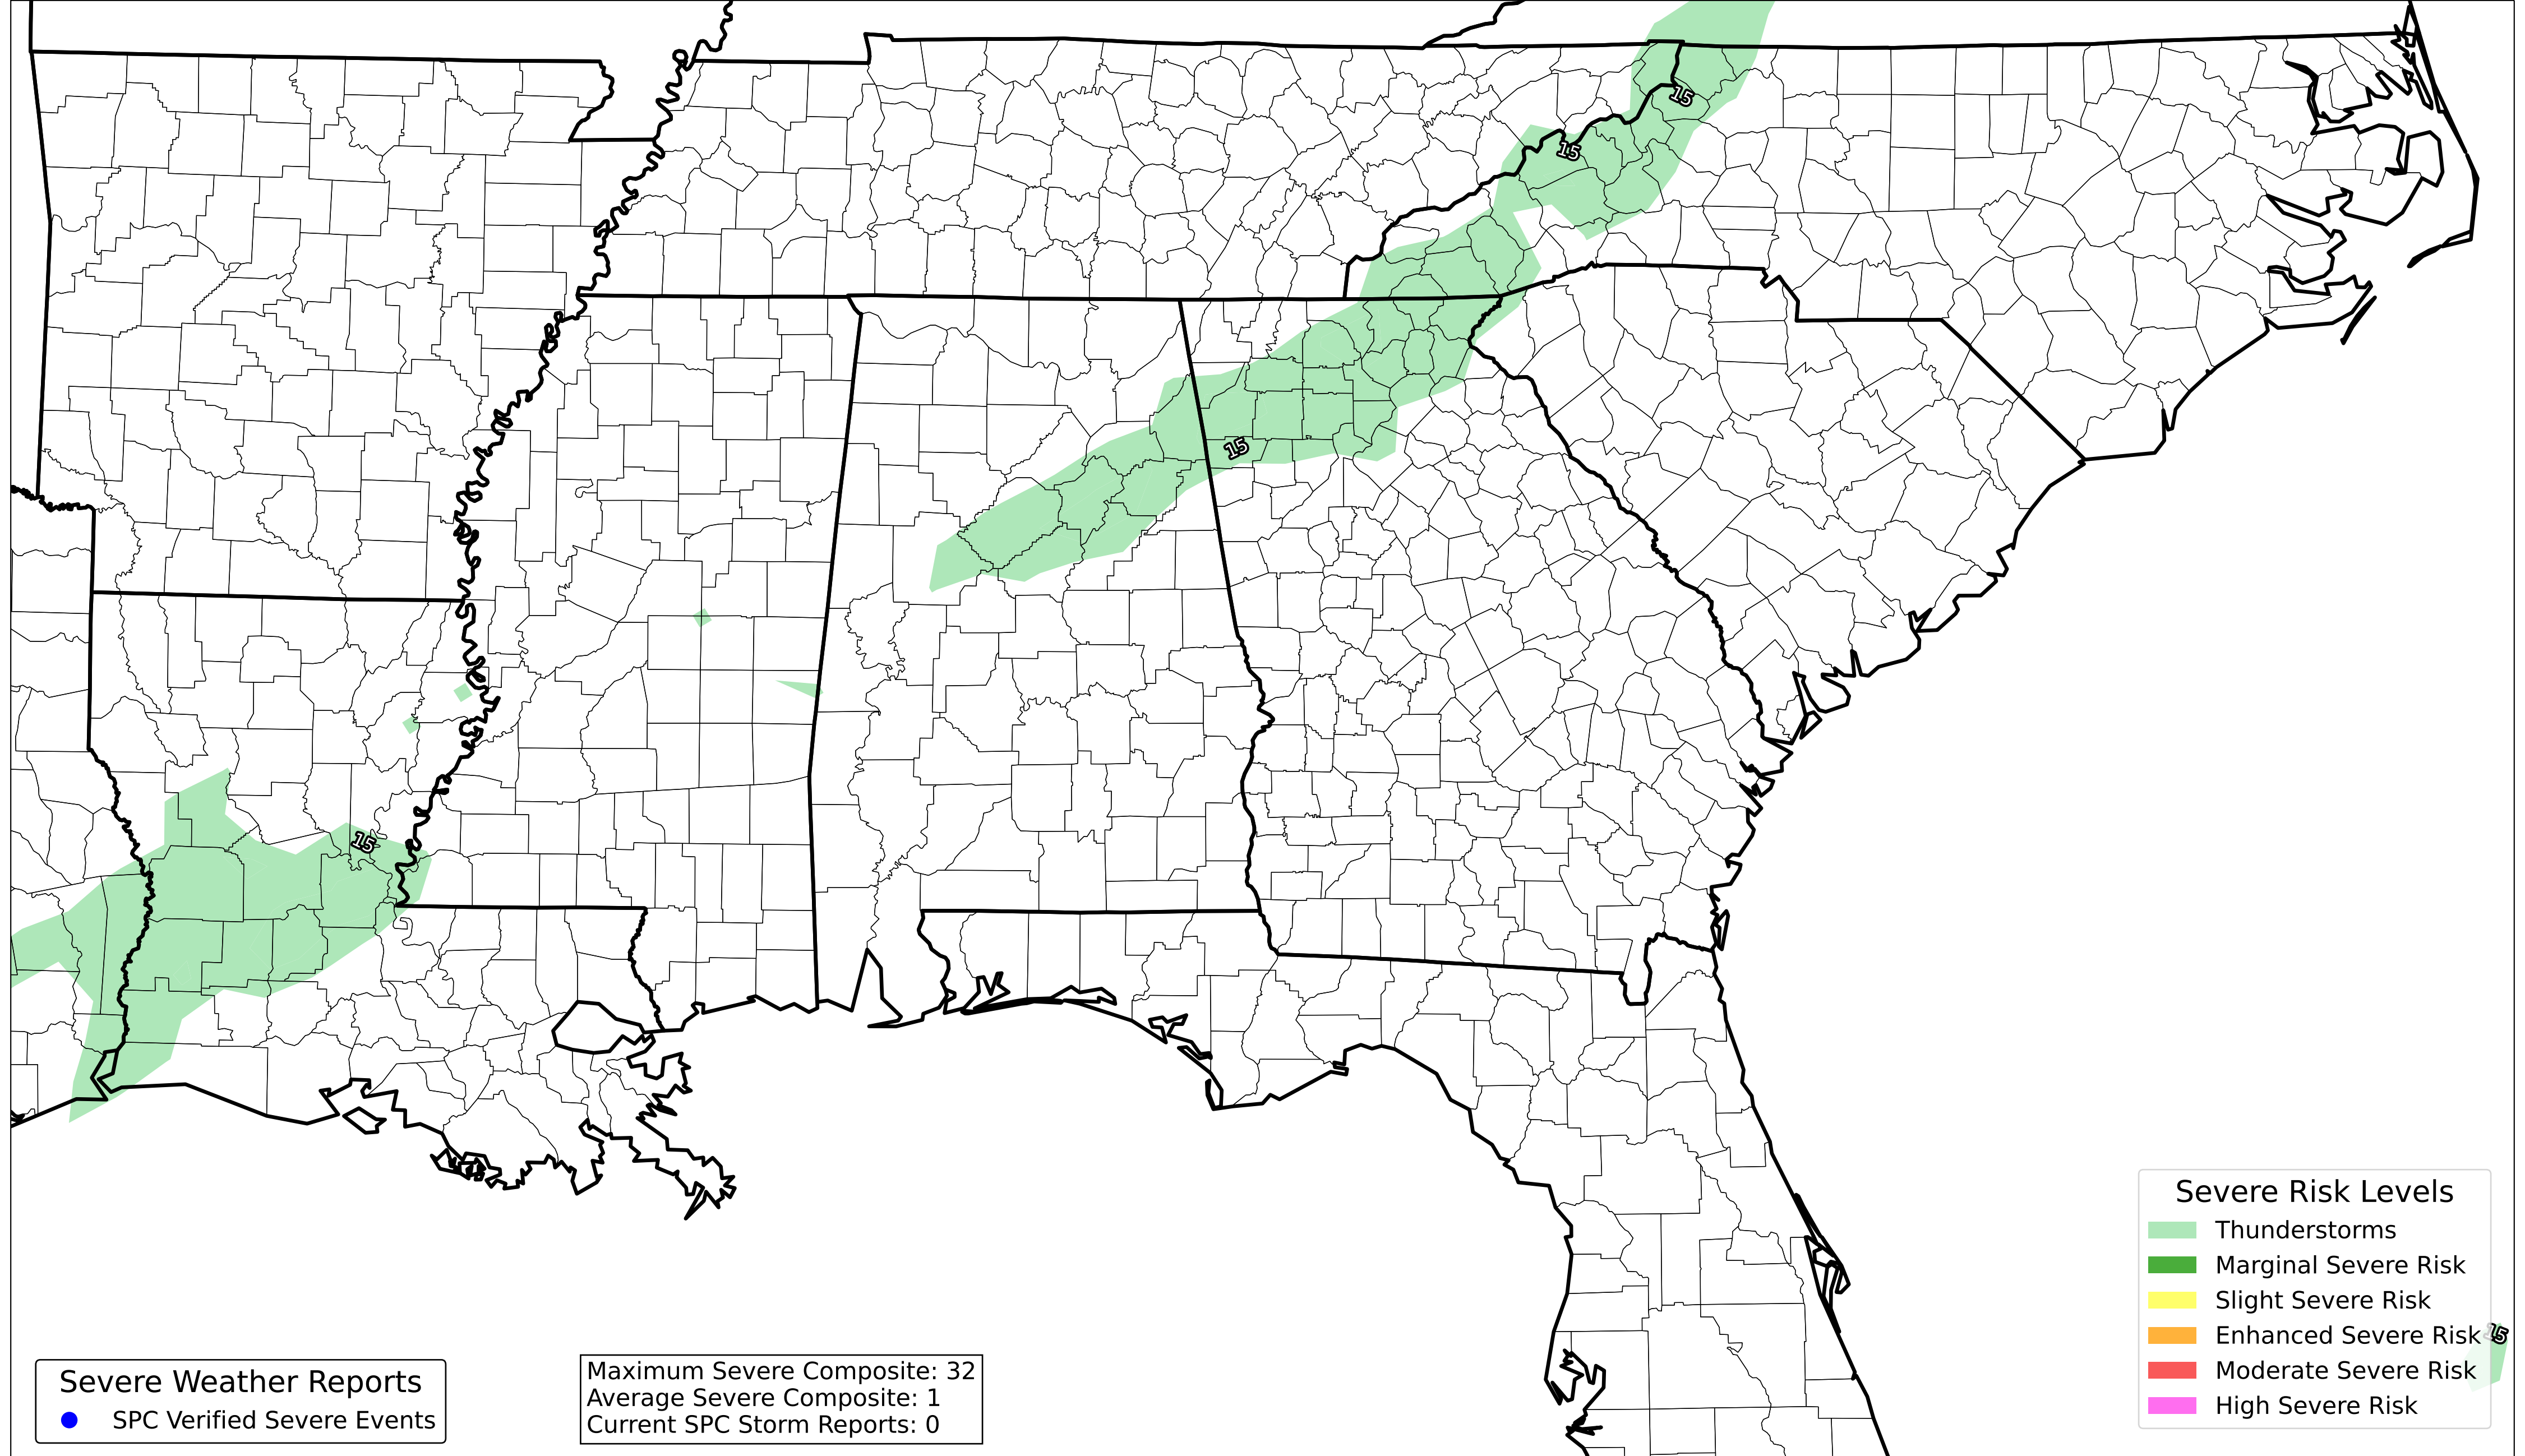 15
15
15
15
Severe Risk Levels
Thunderstorms
Marginal Severe Risk
Slight Severe Risk
Enhanced Severe Risk
15
Moderate Severe Risk
High Severe Risk
Severe Weather Reports
SPC Verified Severe Events
Maximum Severe Composite: 32
Average Severe Composite: 1
Current SPC Storm Reports: 0